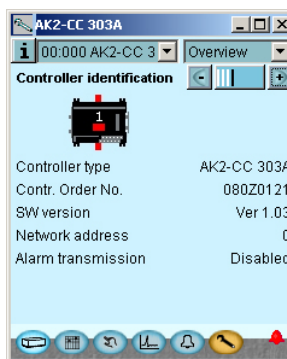 AK2-CC 303A
00:000 AK2-CC 3 Overview
Controller identification
1
Controller type AK2-CC 303A
Contr. Order No. 080Z0121
SW version Ver 1.03
Network address 0
Alarm transmission Disabled